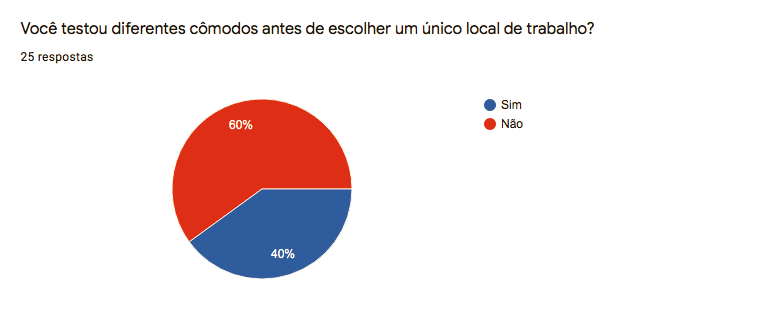 Você testou diferentes cômodos antes de escolher um único local de trabalho?
25 respostas
Sim
Não
60%
40%